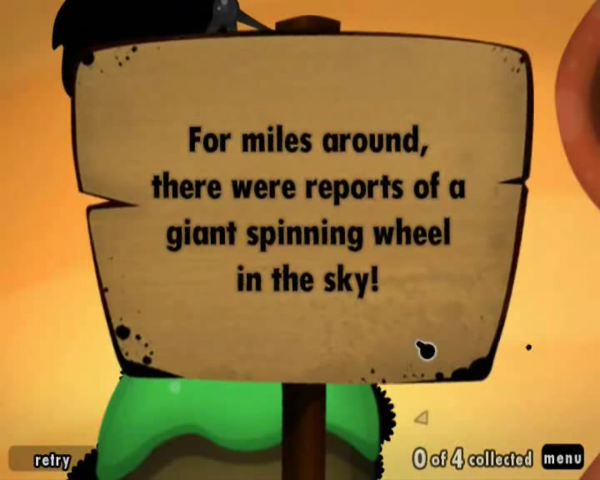 For miles around,
there were reports of a
giant spinning wheel
in the sky!
retry
0 of 4 collected menu